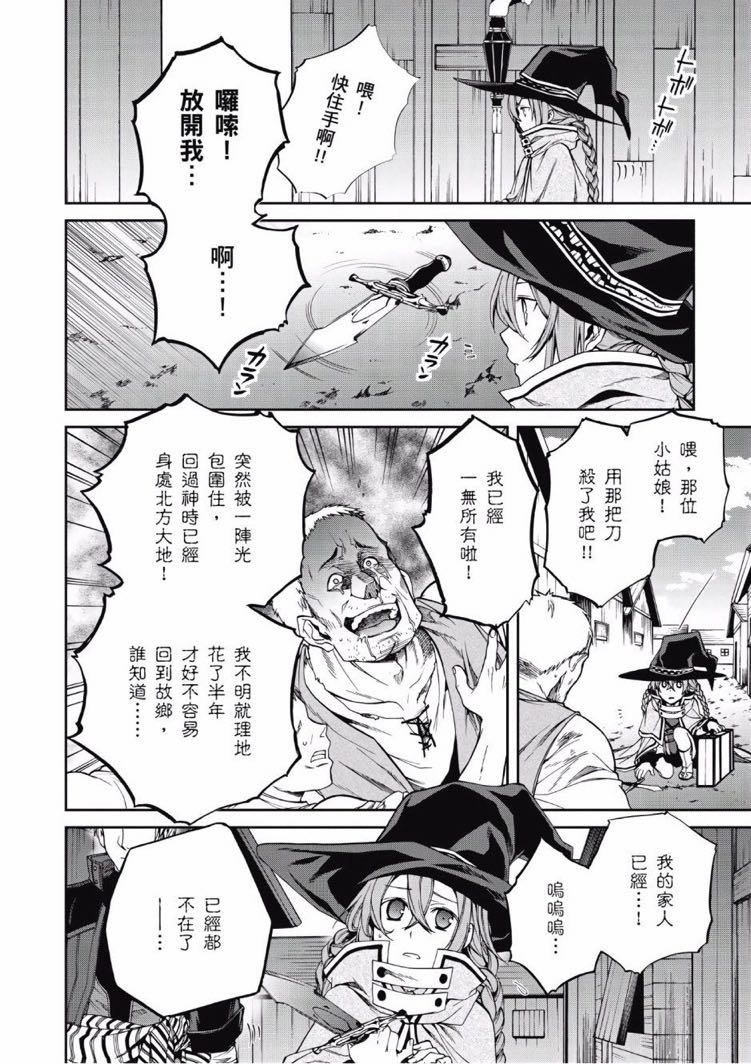 トボ
トボ…
喂！
快住手啊!!
囉嗦！
放開我…
啊…！
カラン
カラン
喂，那位
小姑娘！
用那把刀
殺了我吧!!
我已經
一無所有啦！
突然被一陣光
包圍住，
回過神時已經
身處北方大地！
我不明就理地
花了半年
才好不容易
回到故鄉，
誰知道……
我的家人
已經…！
嗚嗚嗚…
已經都
不在了
──…